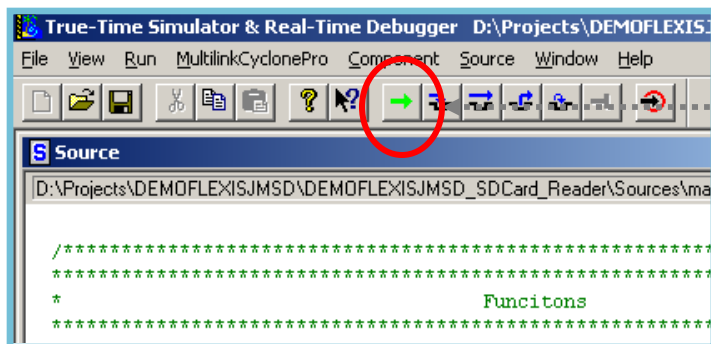 True-Time Simulator & Real-Time Debugger D:\Projects\DEMOFLEXISJ
File View Run MultilinkCyclonePro Component Source Window Help
S Source
D:\Projects\DEMOFLEXISJMSD\DEMOFLEXISJMSD_SDCard_Reader\Sources\ma
/*********************************************************
**********************************************************
* Funcitons
**********************************************************